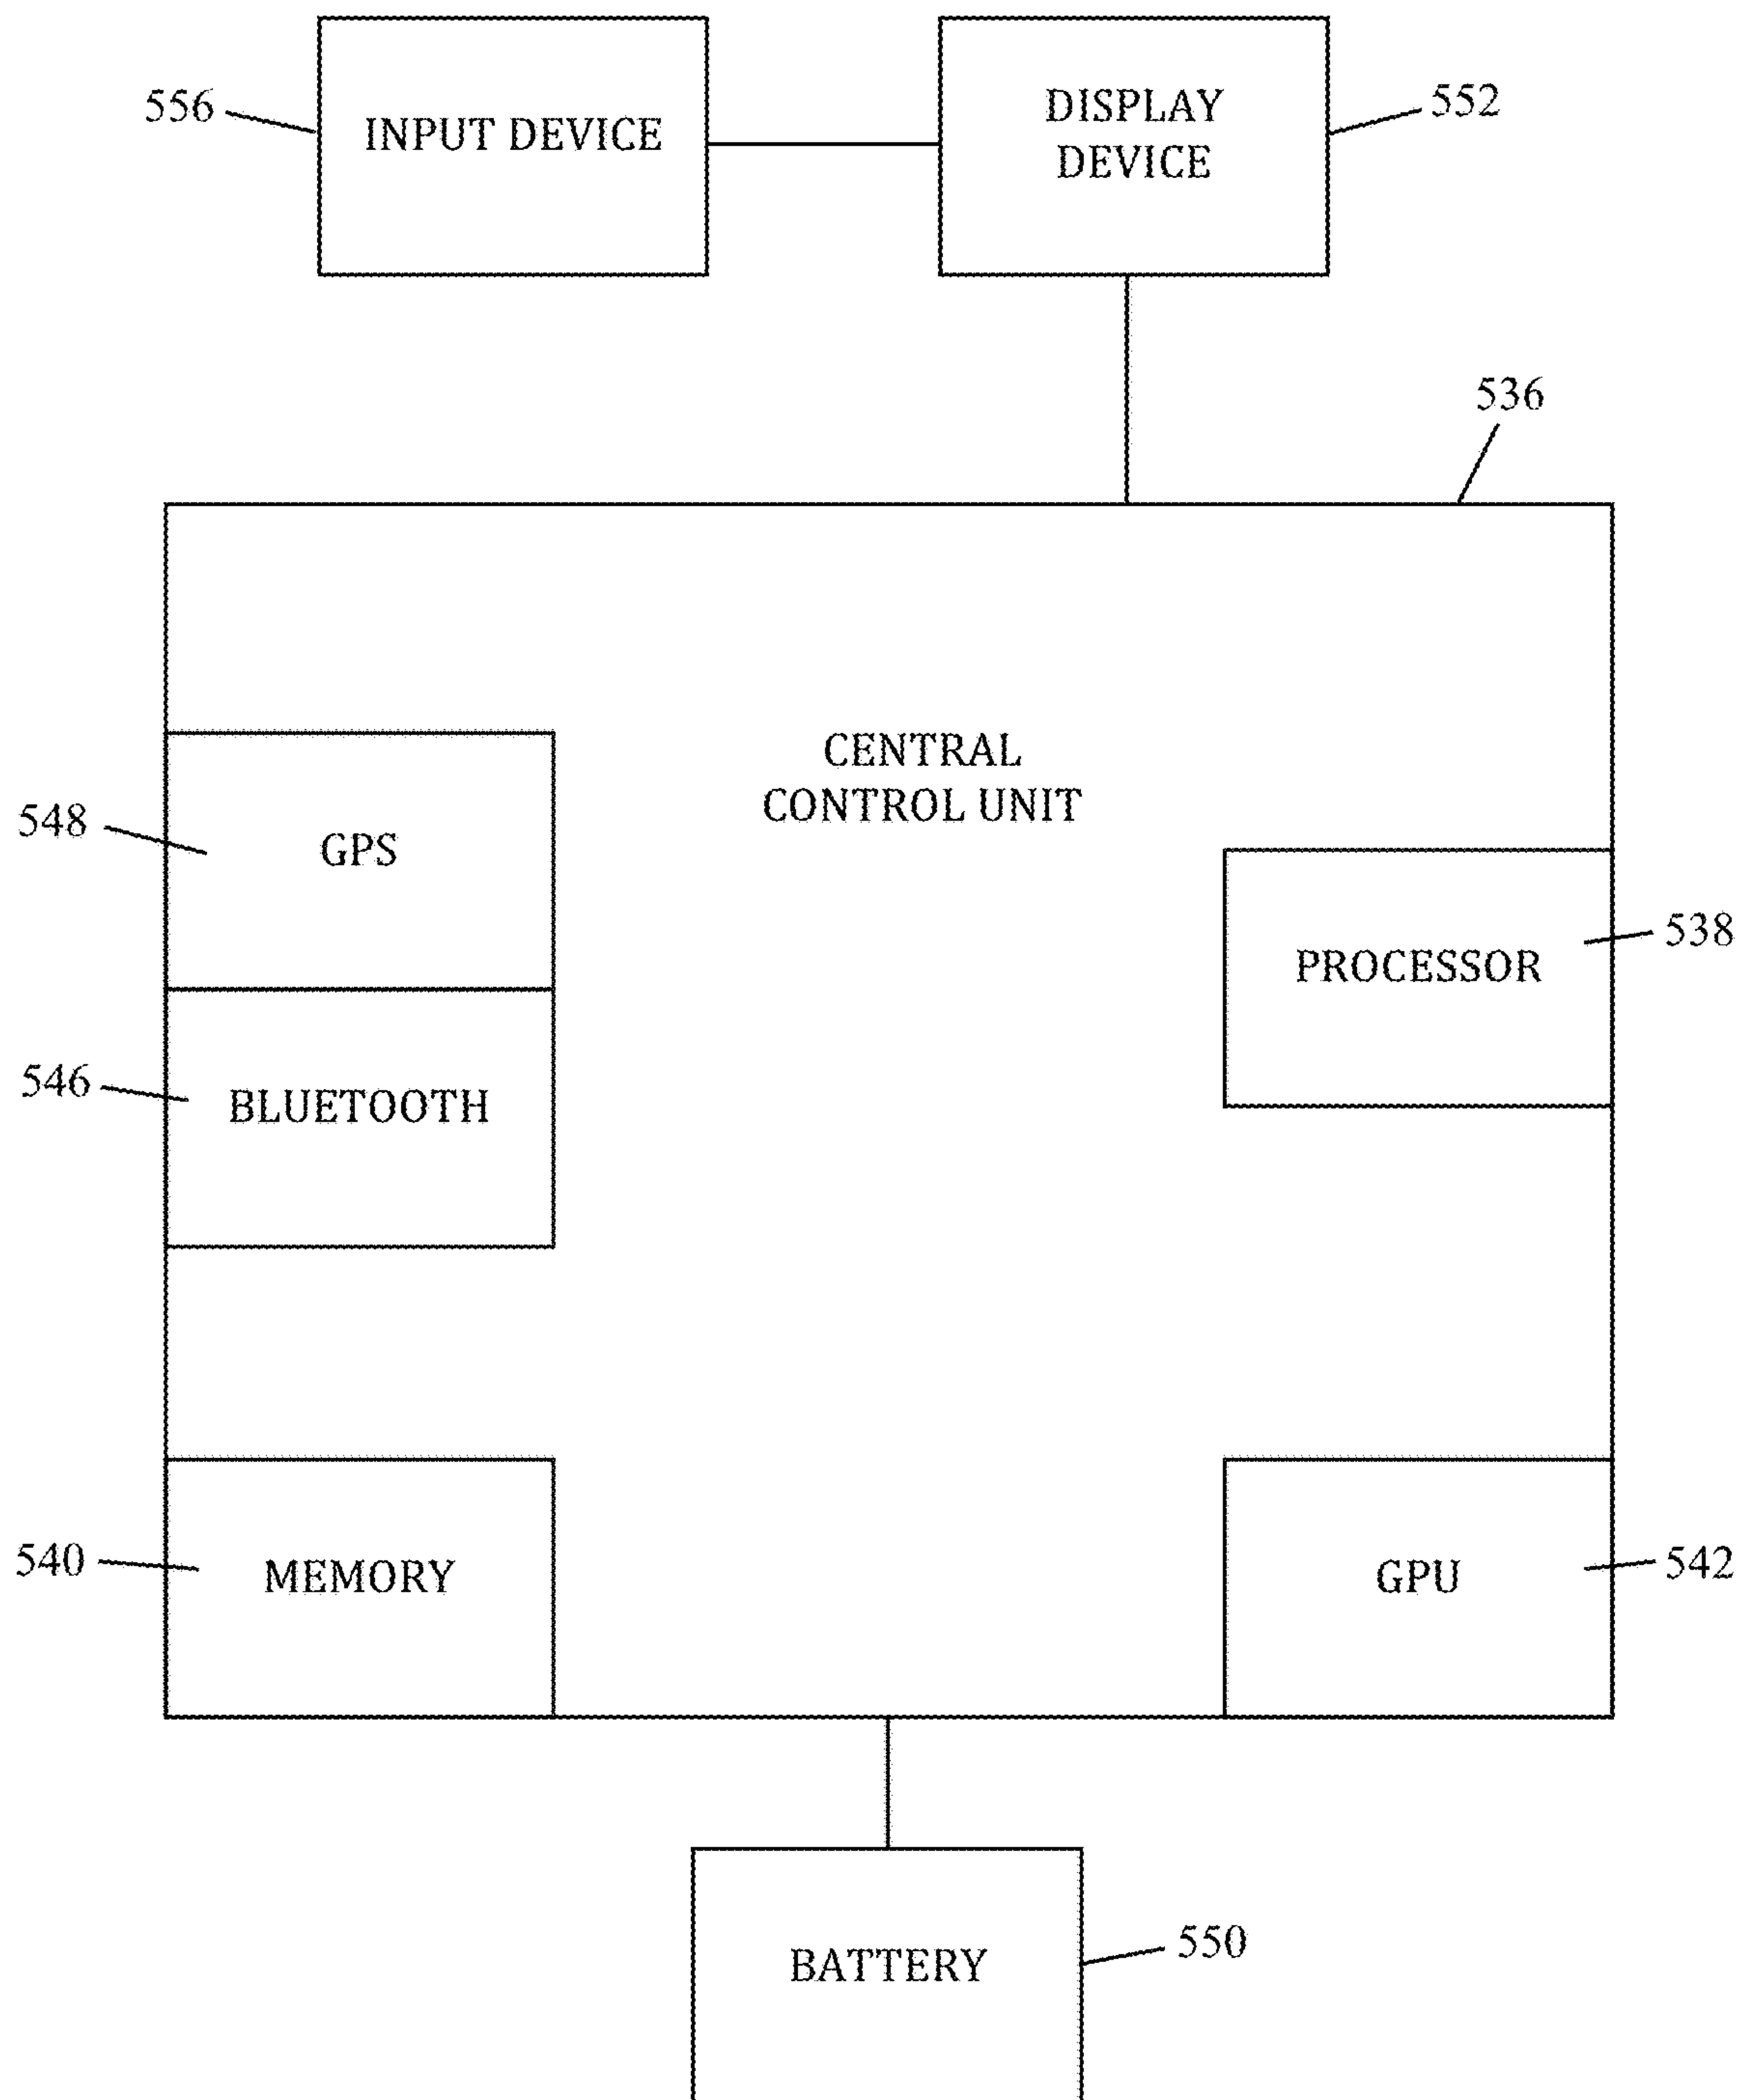 556
INPUT DEVICE
DISPLAY
DEVICE
552
536
CENTRAL
CONTROL UNIT
548
GPS
538
PROCESSOR
546
BLUETOOTH
540
MEMORY
GPU
542
BATTERY
550